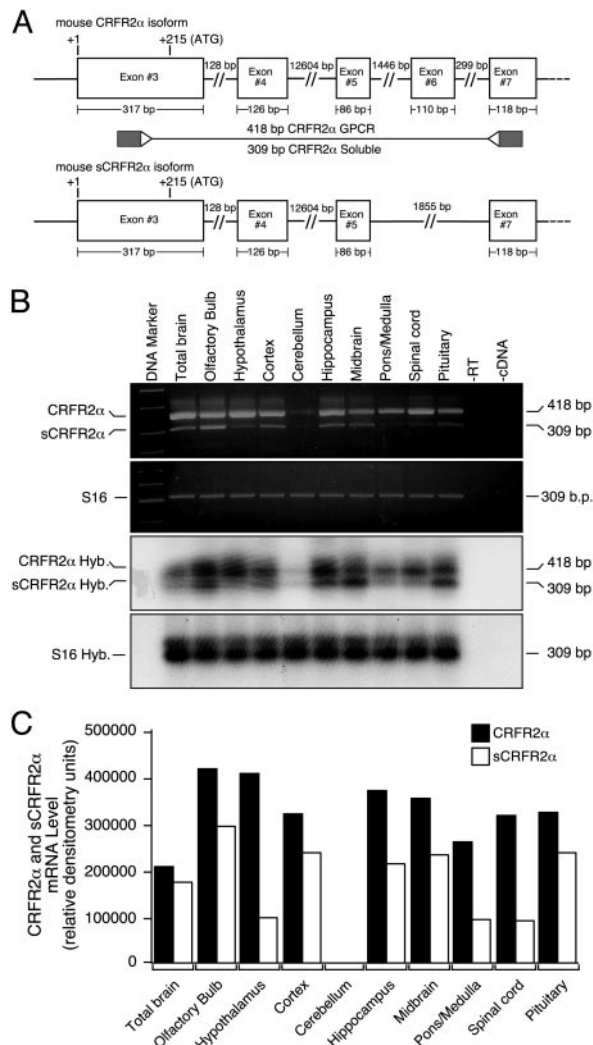 A
mouse CRFR2α isoform
+1 +215 (ATG)
Exon #3 128 bp Exon #4 12604 bp Exon #5 1446 bp Exon #6 299 bp Exon #7
317 bp 126 bp 86 bp 110 bp 118 bp
418 bp CRFR2α GPCR
309 bp CRFR2α Soluble
mouse sCRFR2α isoform
+1 +215 (ATG)
Exon #3 128 bp Exon #4 12604 bp Exon #5 1855 bp Exon #7
317 bp 126 bp 86 bp 118 bp
B
DNA Marker Total brain Olfactory Bulb Hypothalamus Cortex Cerebellum Hippocampus Midbrain Pons/Medulla Spinal cord Pituitary -RT -cDNA
CRFR2α 418 bp
sCRFR2α 309 bp
S16 309 b.p.
CRFR2α Hyb. 418 bp
sCRFR2α Hyb. 309 bp
S16 Hyb. 309 bp
C
CRFR2α and sCRFR2α
mRNA Level
(relative densitometry units)
500000
400000
300000
200000
100000
0
CRFR2α
sCRFR2α
Total brain Olfactory Bulb Hypothalamus Cortex Cerebellum Hippocampus Midbrain Pons/Medulla Spinal cord Pituitary